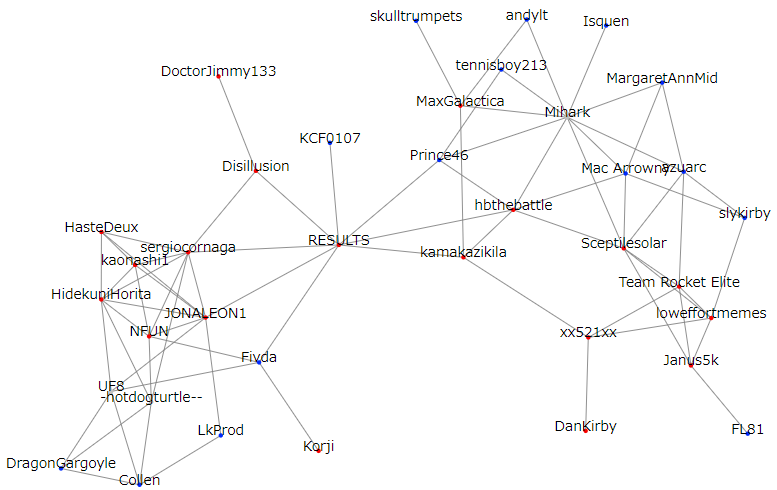 skulltrumpets
andylt
Isquen
tennisboy213
DoctorJimmy133
MargaretAnnMid
MaxGalactica
Mihark
KCF0107
Prince46
Disillusion
Mac Arrowny
azuarc
hbthebattle
slykirby
HasteDeux
sergiocornaga
RESULTS
Sceptilesolar
kaonashi1
kamakazikila
HidekuniHorita
Team Rocket Elite
JONALEON1
loweffortmemes
NFUN
xx521xx
Fivda
Janus5k
UF8
-hotdogturtle--
LkProd
DanKirby
FL81
Korji
DragonGargoyle
Collen